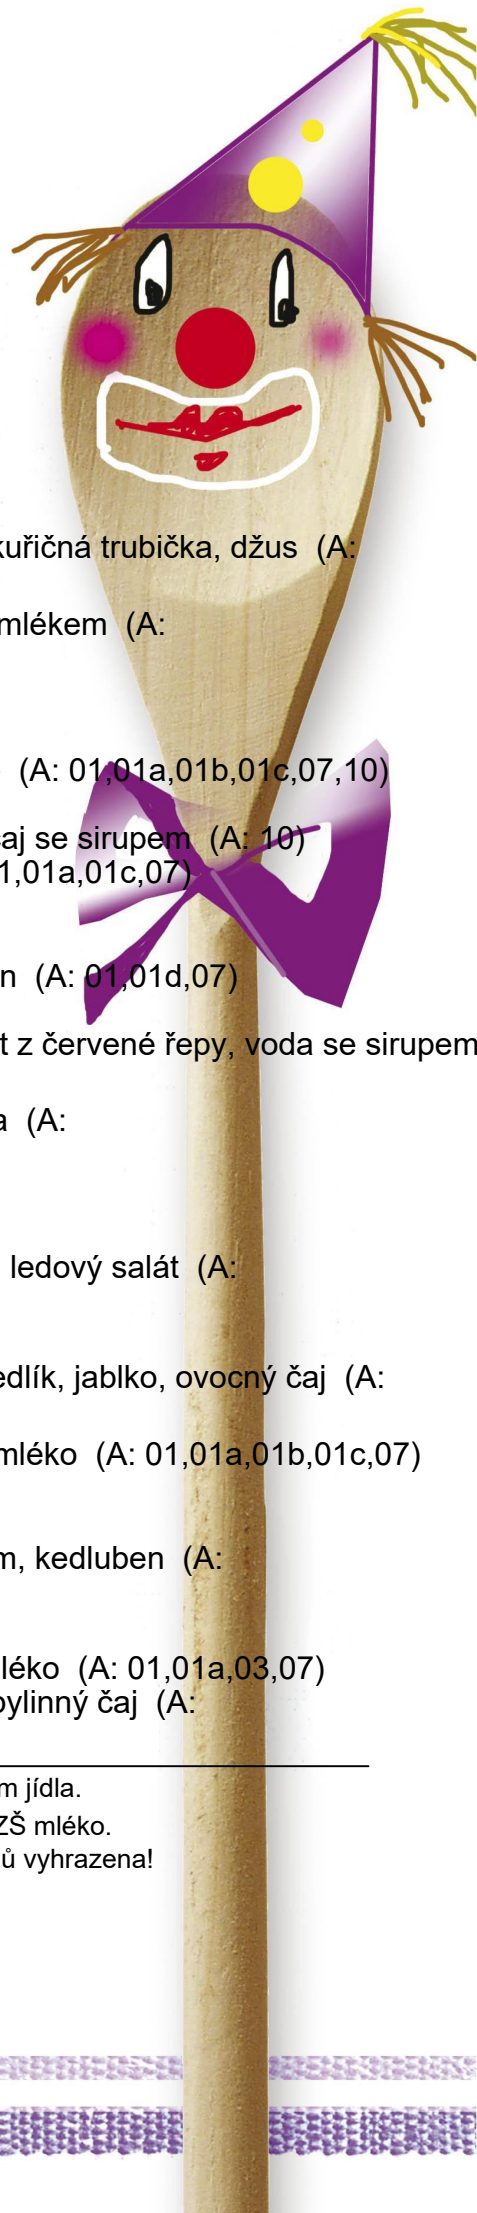 kuřičná trubička, džus (A:
mlékem (A:
(A: 01,01a,01b,01c,07,10)
čaj se sirupem (A: 10)
1,01a,01c,07)
n (A: 01,01d,07)
t z červené řepy, voda se sirupem
a (A:
ledový salát (A:
edlík, jablko, ovocný čaj (A:
mléko (A: 01,01a,01b,01c,07)
m, kedluben (A:
léko (A: 01,01a,03,07)
bylinný čaj (A:
m jídla.
ZŠ mléko.
ů vyhrazena!